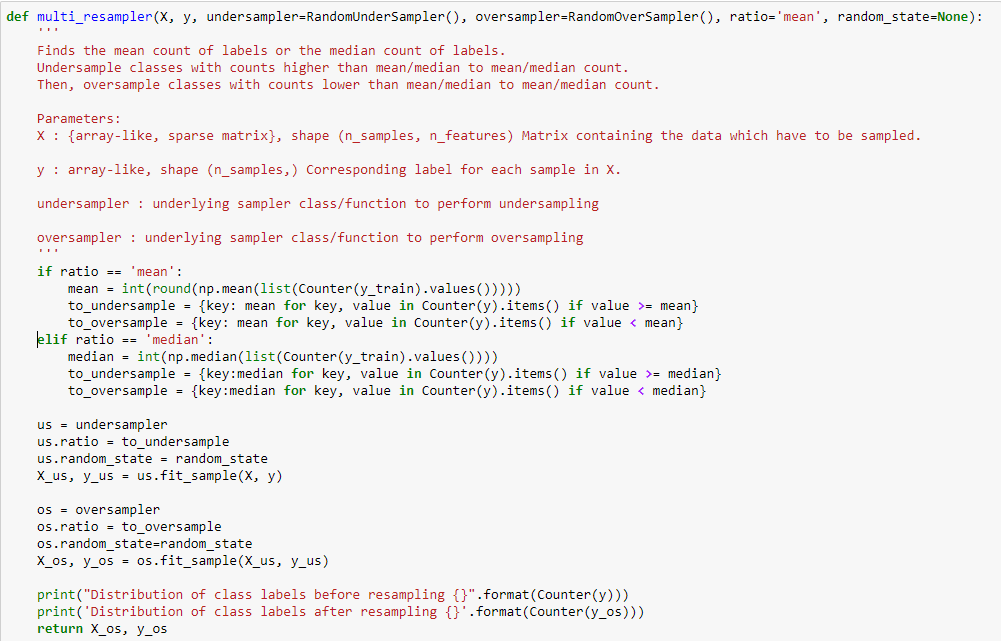 def multi_resampler(X, y, undersampler=RandomUnderSampler(), oversampler=RandomOverSampler(), ratio='mean', random_state=None):
    '''
    Finds the mean count of labels or the median count of labels.
    Undersample classes with counts higher than mean/median to mean/median count.
    Then, oversample classes with counts lower than mean/median to mean/median count.

    Parameters:
    X : {array-like, sparse matrix}, shape (n_samples, n_features) Matrix containing the data which have to be sampled.

    y : array-like, shape (n_samples,) Corresponding label for each sample in X.

    undersampler : underlying sampler class/function to perform undersampling

    oversampler : underlying sampler class/function to perform oversampling
    '''
    if ratio == 'mean':
        mean = int(round(np.mean(list(Counter(y_train).values()))))
        to_undersample = {key: mean for key, value in Counter(y).items() if value >= mean}
        to_oversample = {key: mean for key, value in Counter(y).items() if value < mean}
    elif ratio == 'median':
        median = int(np.median(list(Counter(y_train).values())))
        to_undersample = {key:median for key, value in Counter(y).items() if value >= median}
        to_oversample = {key:median for key, value in Counter(y).items() if value < median}

    us = undersampler
    us.ratio = to_undersample
    us.random_state = random_state
    X_us, y_us = us.fit_sample(X, y)

    os = oversampler
    os.ratio = to_oversample
    os.random_state=random_state
    X_os, y_os = os.fit_sample(X_us, y_us)

    print("Distribution of class labels before resampling {}".format(Counter(y)))
    print('Distribution of class labels after resampling {}'.format(Counter(y_os)))
    return X_os, y_os